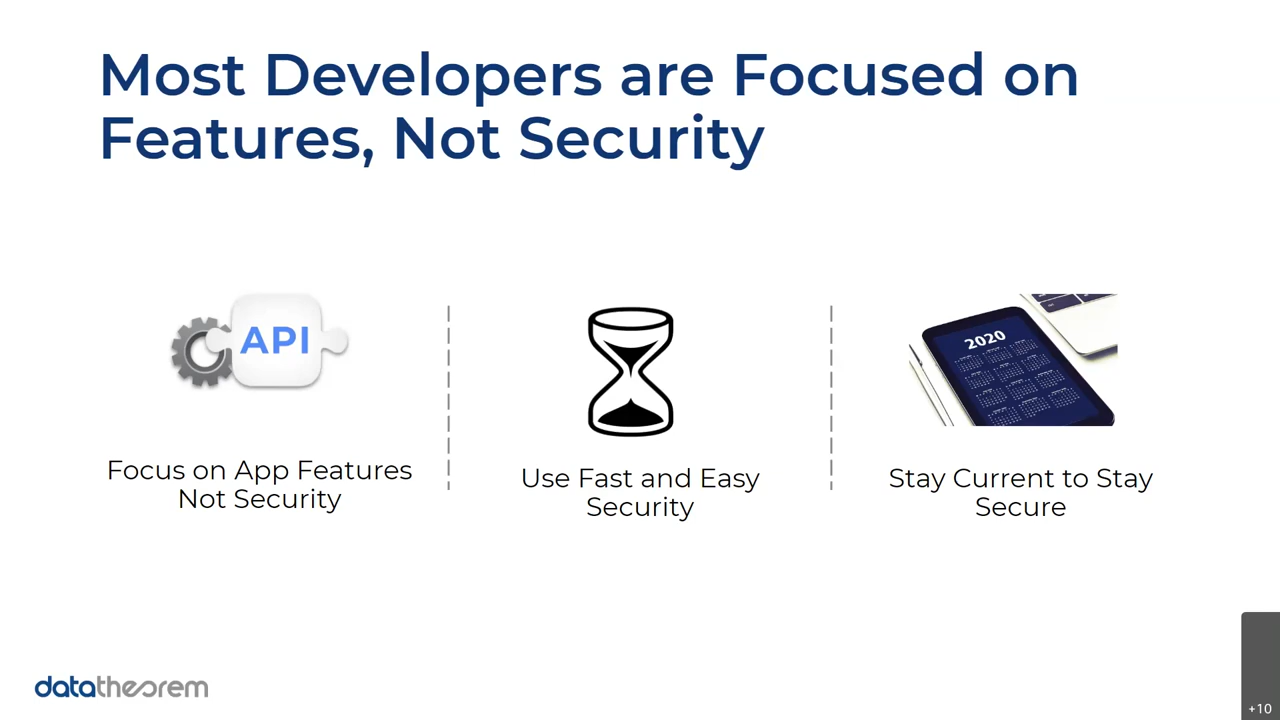 Most Developers are Focused on
Features, Not Security
API
2020
Focus on App Features
Not Security
Use Fast and Easy
Security
Stay Current to Stay
Secure
datatheorem
+10